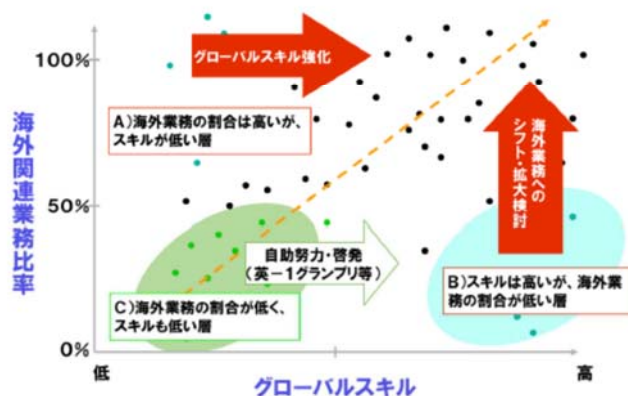 100%
グローバルスキル強化
A)海外業務の割合は高いが、
スキルが低い層
海外業務への
シフト・拡大検討
海外関連業務比率
50%
自助努力・啓発
(英－1グランプリ等)
B)スキルは高いが、海外業
務の割合が低い層
C)海外業務の割合が低く、
スキルも低い層
0%
低
グローバルスキル
高